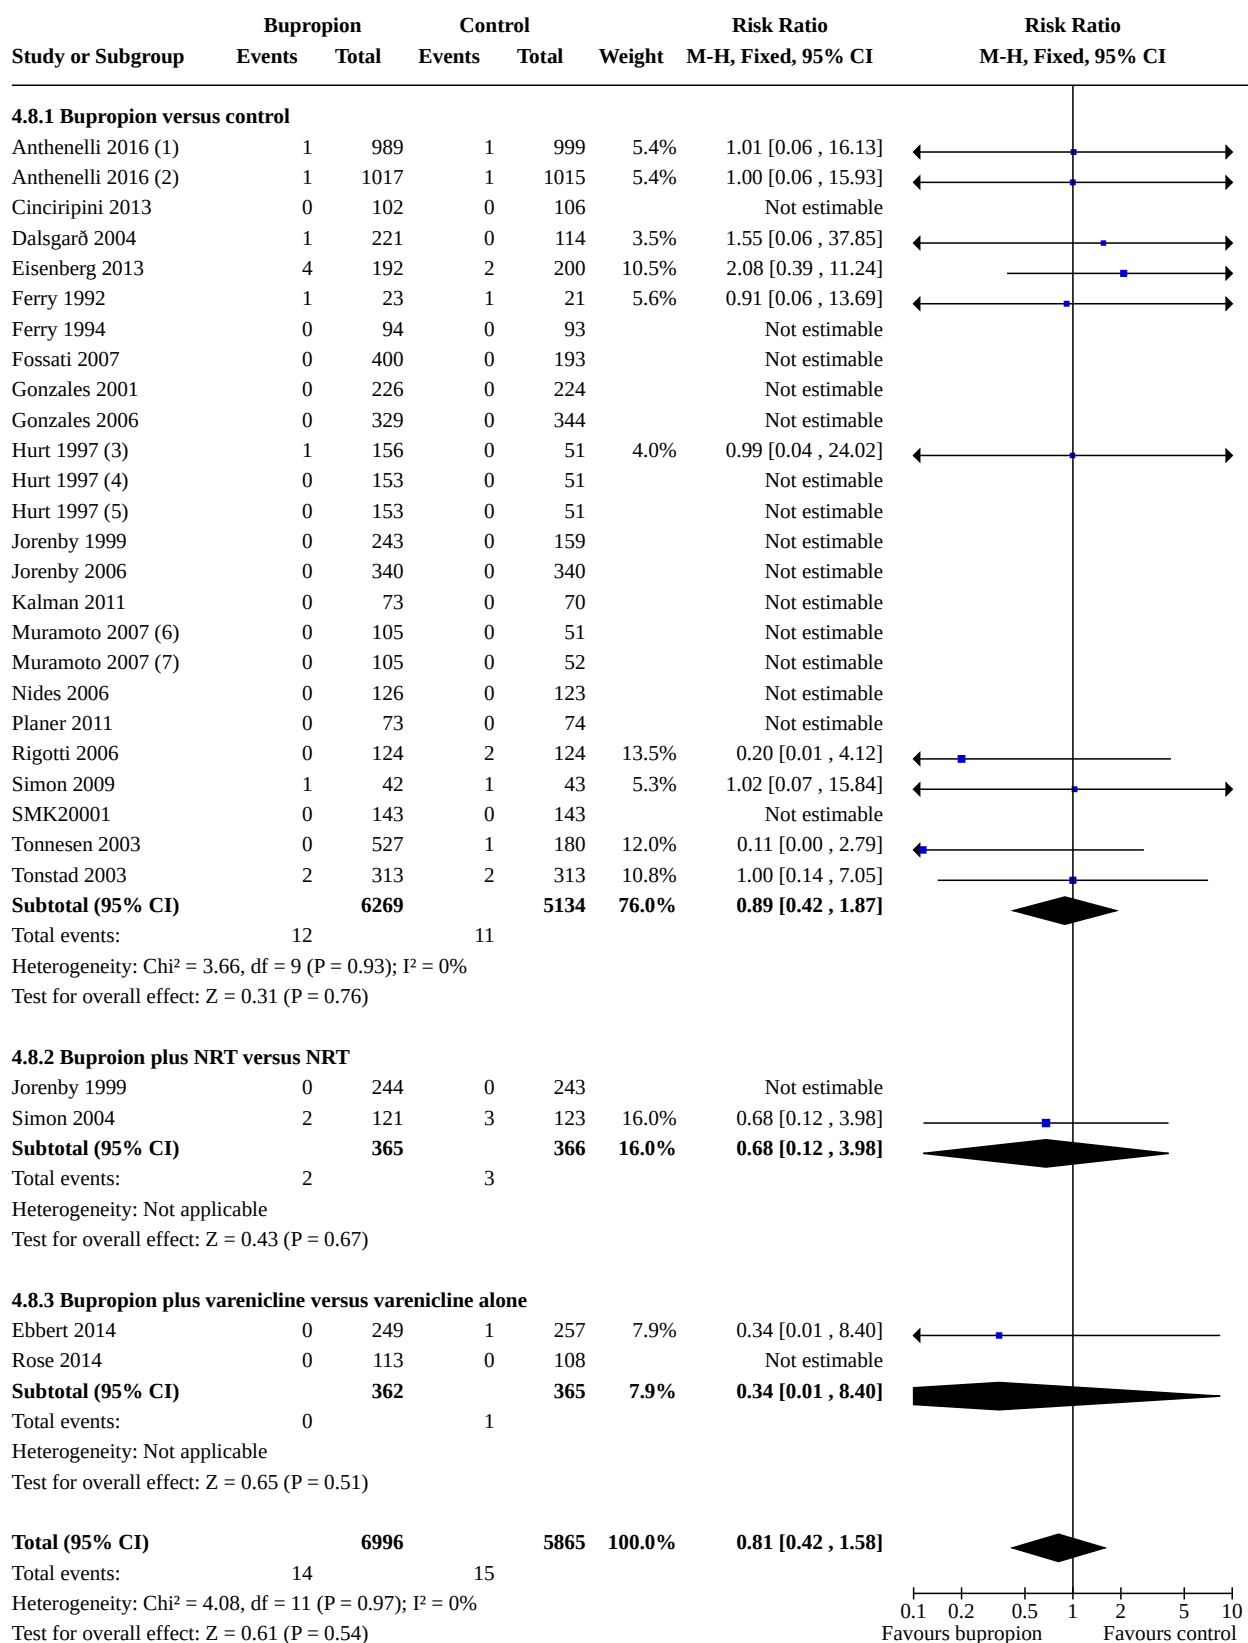 Bupropion Control Risk Ratio Risk Ratio
Study or Subgroup Events Total Events Total Weight M-H, Fixed, 95% CI M-H, Fixed, 95% CI
4.8.1 Bupropion versus control
Anthenelli 2016 (1) 1 989 1 999 5.4% 1.01 [0.06 , 16.13]
Anthenelli 2016 (2) 1 1017 1 1015 5.4% 1.00 [0.06 , 15.93]
Cinciripini 2013 0 102 0 106 Not estimable
Dalsgarð 2004 1 221 0 114 3.5% 1.55 [0.06 , 37.85]
Eisenberg 2013 4 192 2 200 10.5% 2.08 [0.39 , 11.24]
Ferry 1992 1 23 1 21 5.6% 0.91 [0.06 , 13.69]
Ferry 1994 0 94 0 93 Not estimable
Fossati 2007 0 400 0 193 Not estimable
Gonzales 2001 0 226 0 224 Not estimable
Gonzales 2006 0 329 0 344 Not estimable
Hurt 1997 (3) 1 156 0 51 4.0% 0.99 [0.04 , 24.02]
Hurt 1997 (4) 0 153 0 51 Not estimable
Hurt 1997 (5) 0 153 0 51 Not estimable
Jorenby 1999 0 243 0 159 Not estimable
Jorenby 2006 0 340 0 340 Not estimable
Kalman 2011 0 73 0 70 Not estimable
Muramoto 2007 (6) 0 105 0 51 Not estimable
Muramoto 2007 (7) 0 105 0 52 Not estimable
Nides 2006 0 126 0 123 Not estimable
Planer 2011 0 73 0 74 Not estimable
Rigotti 2006 0 124 2 124 13.5% 0.20 [0.01 , 4.12]
Simon 2009 1 42 1 43 5.3% 1.02 [0.07 , 15.84]
SMK20001 0 143 0 143 Not estimable
Tonnesen 2003 0 527 1 180 12.0% 0.11 [0.00 , 2.79]
Tonstad 2003 2 313 2 313 10.8% 1.00 [0.14 , 7.05]
Subtotal (95% CI) 6269 5134 76.0% 0.89 [0.42 , 1.87]
Total events: 12 11
Heterogeneity: Chi² = 3.66, df = 9 (P = 0.93); I² = 0%
Test for overall effect: Z = 0.31 (P = 0.76)
4.8.2 Buproion plus NRT versus NRT
Jorenby 1999 0 244 0 243 Not estimable
Simon 2004 2 121 3 123 16.0% 0.68 [0.12 , 3.98]
Subtotal (95% CI) 365 366 16.0% 0.68 [0.12 , 3.98]
Total events: 2 3
Heterogeneity: Not applicable
Test for overall effect: Z = 0.43 (P = 0.67)
4.8.3 Bupropion plus varenicline versus varenicline alone
Ebbert 2014 0 249 1 257 7.9% 0.34 [0.01 , 8.40]
Rose 2014 0 113 0 108 Not estimable
Subtotal (95% CI) 362 365 7.9% 0.34 [0.01 , 8.40]
Total events: 0 1
Heterogeneity: Not applicable
Test for overall effect: Z = 0.65 (P = 0.51)
Total (95% CI) 6996 5865 100.0% 0.81 [0.42 , 1.58]
Total events: 14 15
Heterogeneity: Chi² = 4.08, df = 11 (P = 0.97); I² = 0%
0.1 0.2 0.5 1 2 5 10
Test for overall effect: Z = 0.61 (P = 0.54) Favours bupropion Favours control